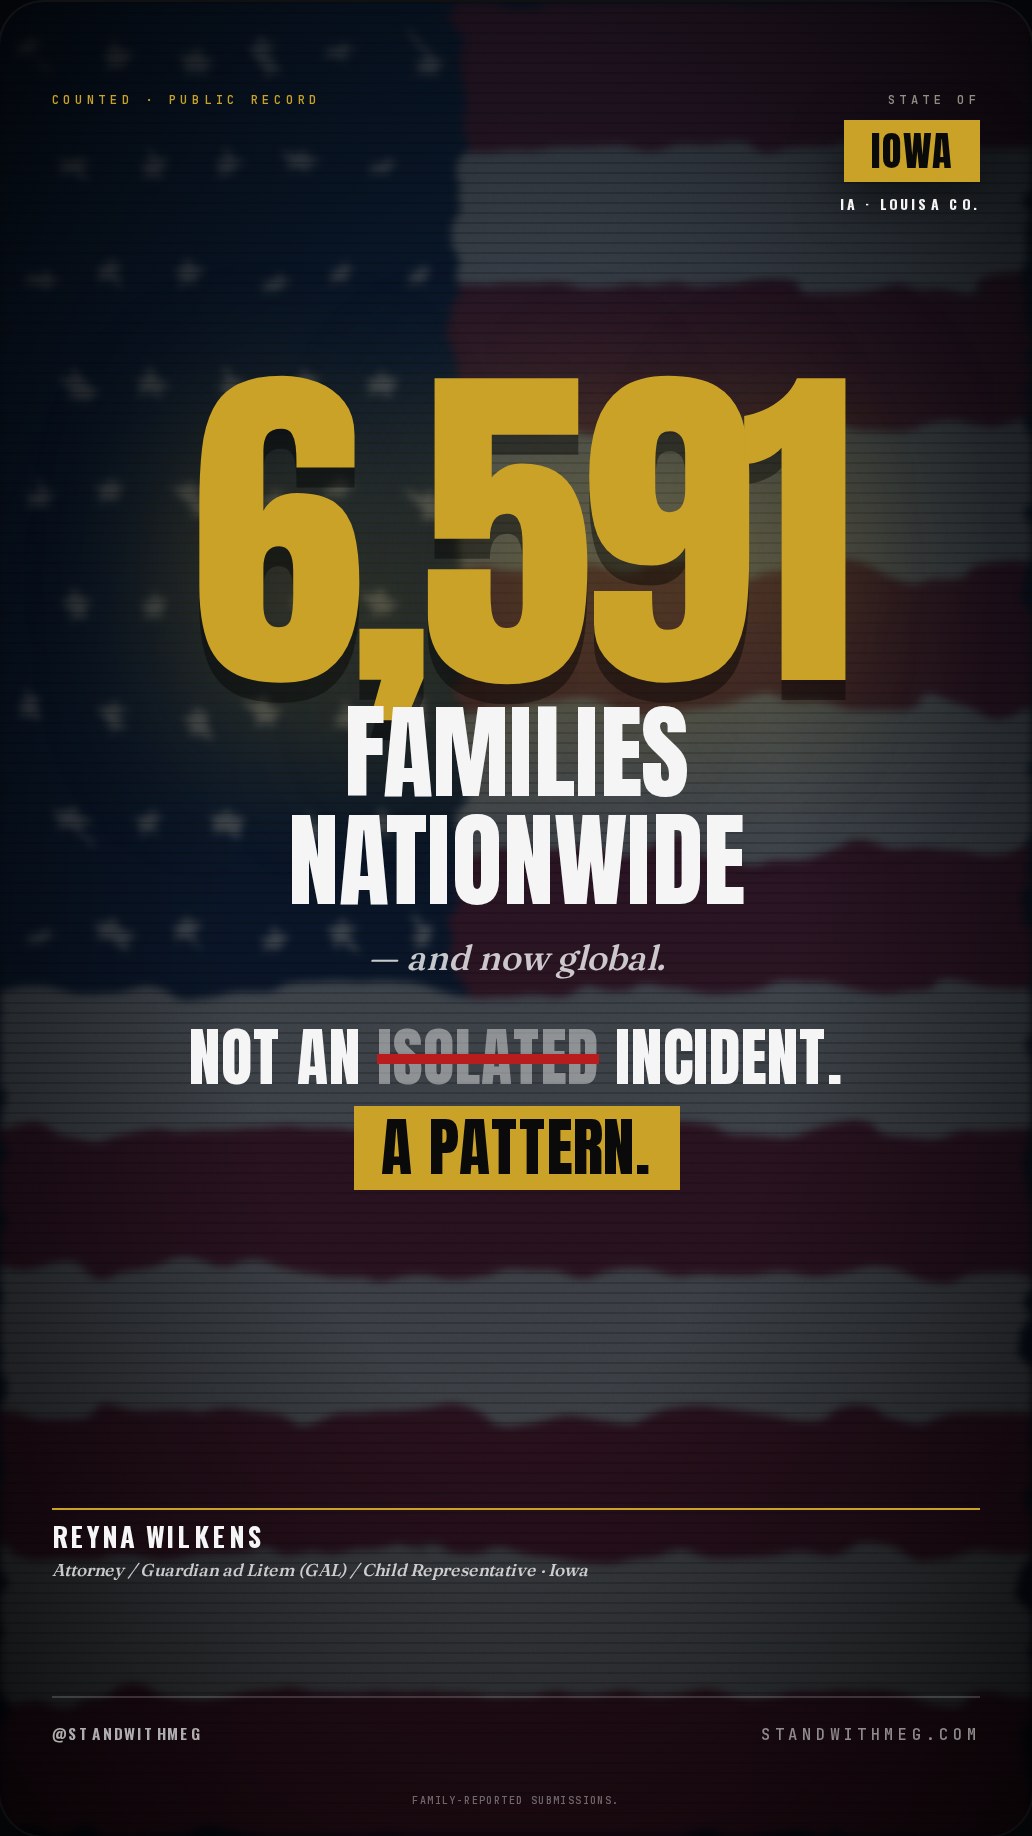 COUNTED · PUBLIC RECORD
STATE OF
IOWA
IA · LOUISA CO.
6,591
FAMILIES
NATIONWIDE
— and now global.
NOT AN ISOLATED INCIDENT.
A PATTERN.
REYNA WILKENS
Attorney / Guardian ad Litem (GAL) / Child Representative · Iowa
@STANDWITHMEG
STANDWITHMEG.COM
FAMILY-REPORTED SUBMISSIONS.